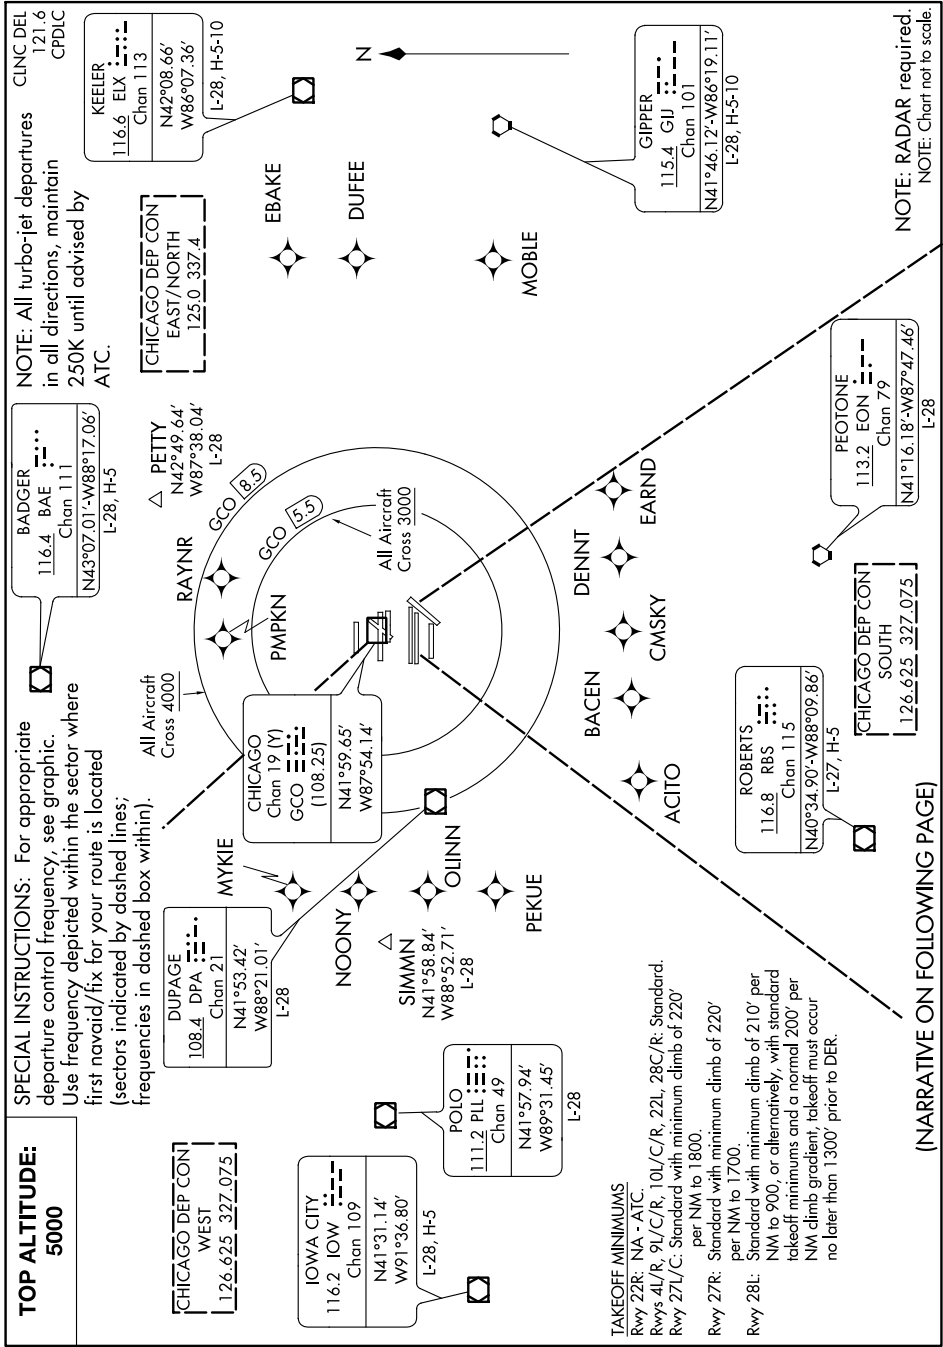 TOP ALTITUDE:
5000
SPECIAL INSTRUCTIONS: For appropriate
departure control frequency, see graphic.
Use frequency depicted within the sector where
first navaid/fix for your route is located
(sectors indicated by dashed lines;
frequencies in dashed box within).
BADGER
116.4 BAE
Chan 111
N43°07.01'-W88°17.06'
L-28, H-5
NOTE: All turbo-jet departures
in all directions, maintain
250K until advised by
ATC.
CLNC DEL
121.6
CPDLC
KEELER
116.6 ELX
Chan 113
N42°08.66'
W86°07.36'
L-28, H-5-10
CHICAGO DEP CON
WEST
126.625 327.075
DUPAGE
108.4 DPA
Chan 21
N41°53.42'
W88°21.01'
L-28
All Aircraft
Cross 4000
PETTY
N42°49.64'
W87°38.04'
L-28
CHICAGO DEP CON
EAST/NORTH
125.0 337.4
RAYNR
GCO 8.5
GCO 5.5
PMPKN
MYKIE
CHICAGO
Chan 19 (Y)
GCO
(108.25)
N41°59.65'
W87°54.14'
EBAKE
IOWA CITY
116.2 IOW
Chan 109
N41°31.14'
W91°36.80'
L-28, H-5
NOONY
All Aircraft
Cross 3000
DUFEE
N
SIMMN
N41°58.84'
W88°52.71'
L-28
OLINN
POLO
111.2 PLL
Chan 49
N41°57.94'
W89°31.45'
L-28
PEKUE
MOBLE
BACEN
DENNT
ACITO
CMSKY
EARND
GIPPER
115.4 GIJ
Chan 101
N41°46.12'-W86°19.11'
L-28, H-5-10
TAKEOFF MINIMUMS
Rwy 22R: NA - ATC.
Rwys 4L/R, 9L/C/R, 10L/C/R, 22L, 28C/R: Standard.
Rwy 27L/C: Standard with minimum climb of 220'
per NM to 1800.
Rwy 27R: Standard with minimum climb of 220'
per NM to 1700.
Rwy 28L: Standard with minimum climb of 210' per
NM to 900, or alternatively, with standard
takeoff minimums and a normal 200' per
NM climb gradient, takeoff must occur
no later than 1300' prior to DER.
ROBERTS
116.8 RBS
Chan 115
N40°34.90'-W88°09.86'
L-27, H-5
PEOTONE
113.2 EON
Chan 79
N41°16.18'-W87°47.46'
L-28
CHICAGO DEP CON
SOUTH
126.625 327.075
NOTE: RADAR required.
NOTE: Chart not to scale.
(NARRATIVE ON FOLLOWING PAGE)